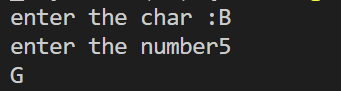 enter the char :B
enter the number5
G